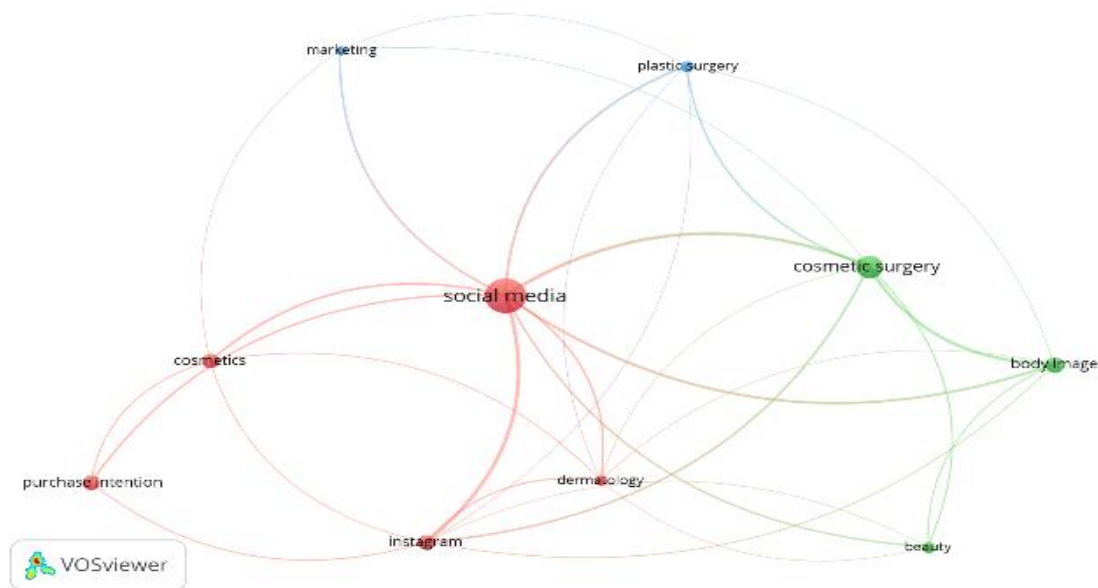 marketing
plastic surgery
cosmetic surgery
social media
cosmetics
body image
purchase intention
dermatology
instagram
beauty
VOSviewer